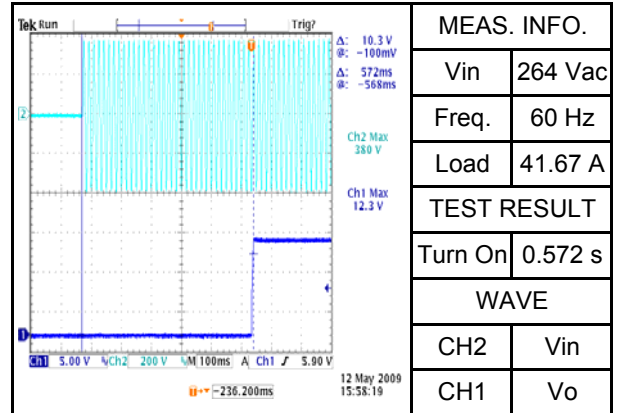 Tek Run
Trig?
T
T
Δ: 10.3 V
@: -100mV
Δ: 572ms
@: -568ms
2
Ch2 Max
380 V
Ch1 Max
12.3 V
1
Ch1 5.00 V Ch2 200 V M 100ms A Ch1 5.90 V
T -236.200ms
12 May 2009
15:58:19
MEAS. INFO.
Vin 264 Vac
Freq. 60 Hz
Load 41.67 A
TEST RESULT
Turn On 0.572 s
WAVE
CH2 Vin
CH1 Vo